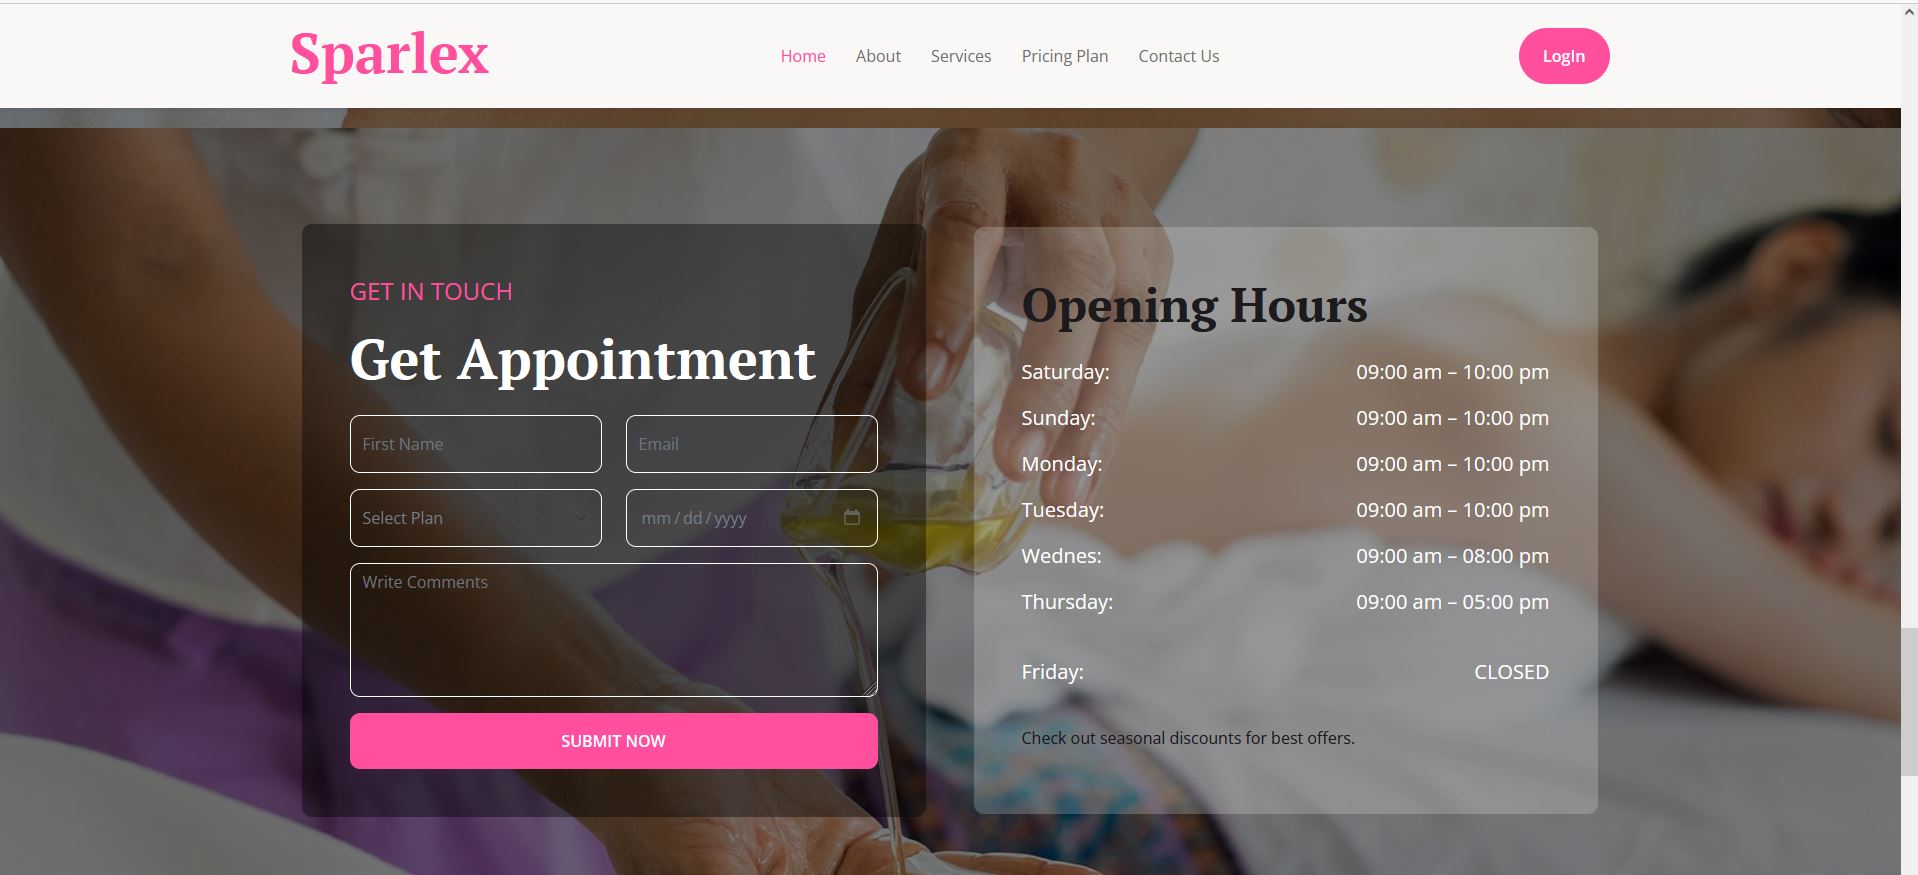 Sparlex
Home About Services Pricing Plan Contact Us
LogIn
GET IN TOUCH
Get Appointment
First Name Email
Select Plan mm/dd/yyyy
Write Comments
SUBMIT NOW
Opening Hours
Saturday: 09:00 am – 10:00 pm
Sunday: 09:00 am – 10:00 pm
Monday: 09:00 am – 10:00 pm
Tuesday: 09:00 am – 10:00 pm
Wednes: 09:00 am – 08:00 pm
Thursday: 09:00 am – 05:00 pm
Friday: CLOSED
Check out seasonal discounts for best offers.